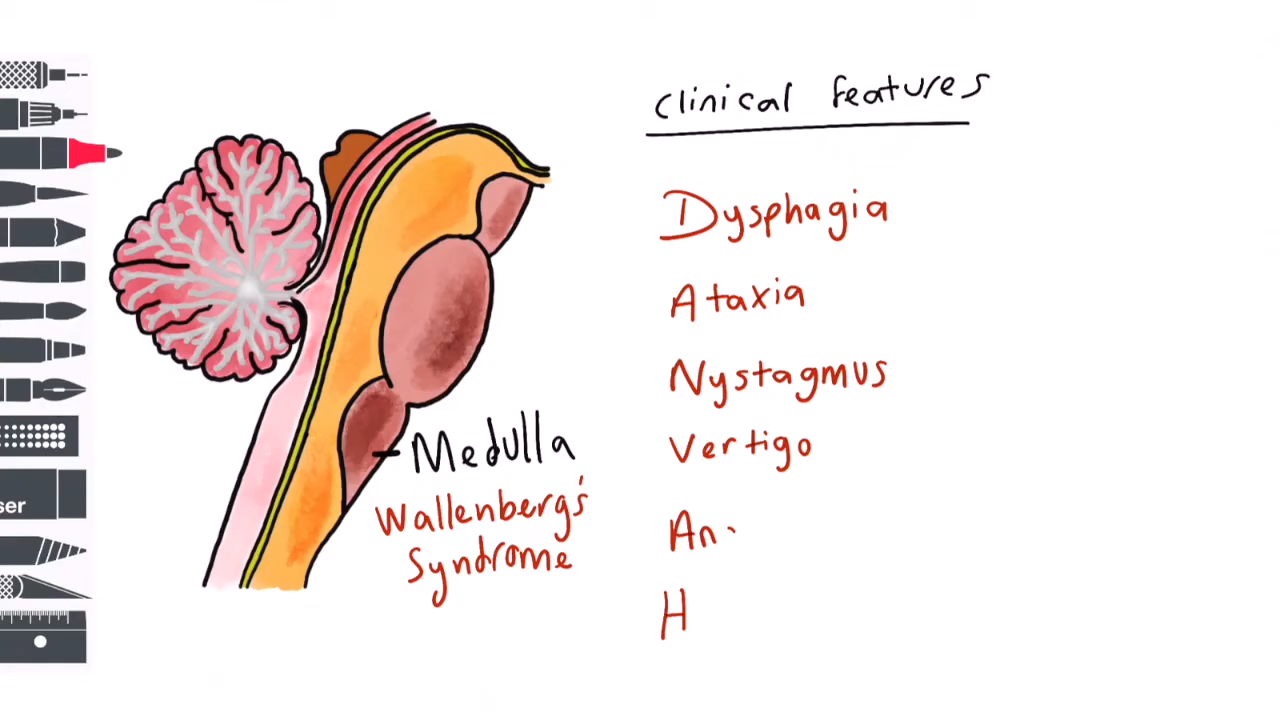 Clinical features
Dysphagia
Ataxia
Nystagmus
Vertigo
An
H
Medulla
Wallenberg's
Syndrome
ser